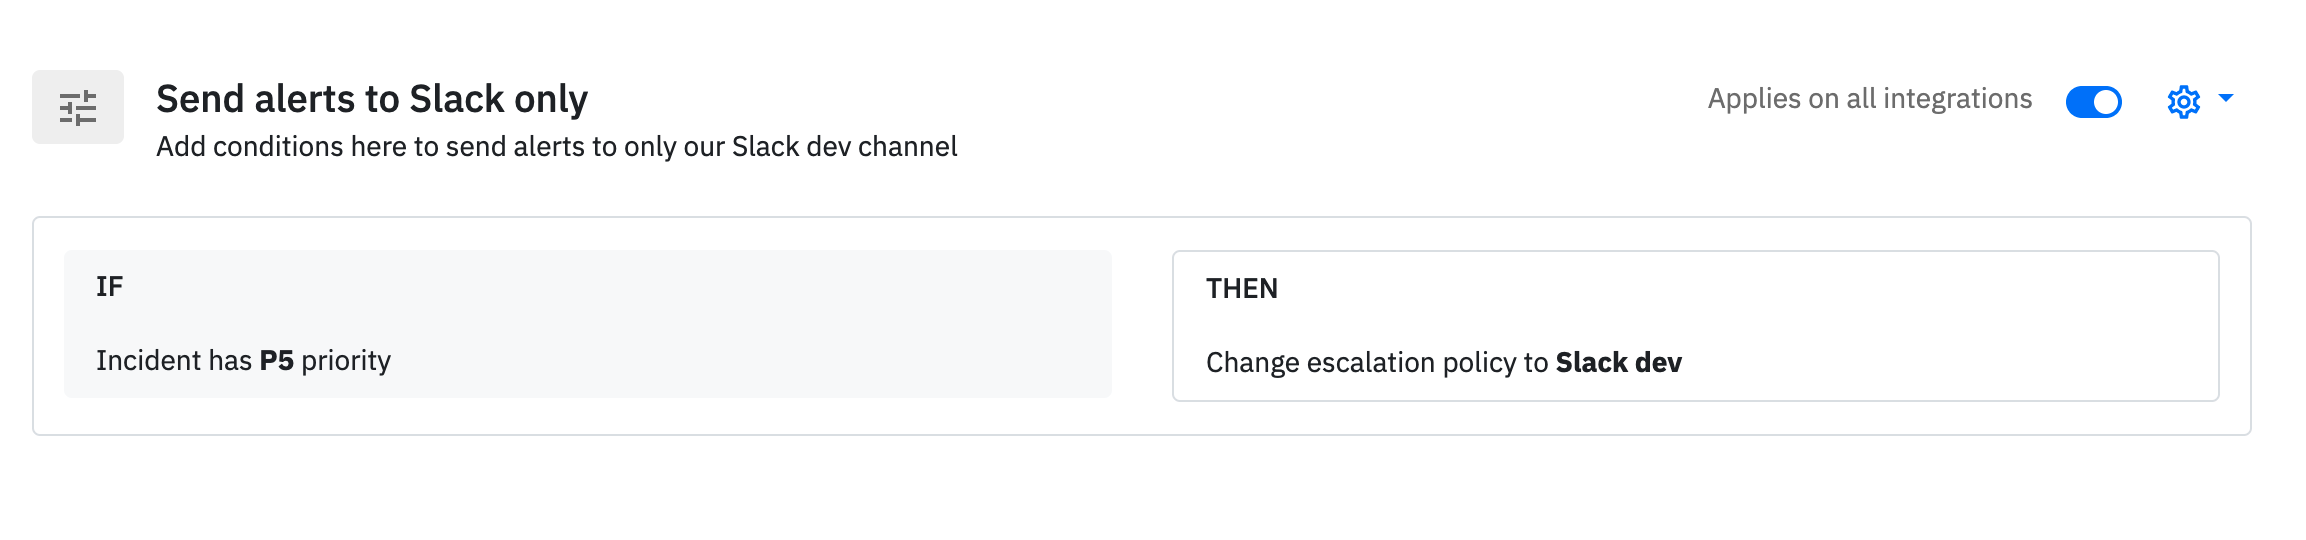 Send alerts to Slack only
Applies on all integrations
Add conditions here to send alerts to only our Slack dev channel
IF
Incident has P5 priority
THEN
Change escalation policy to Slack dev